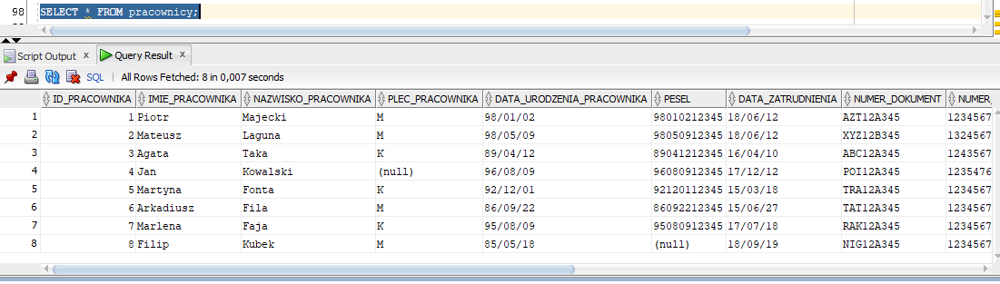 98 SELECT * FROM pracownicy;
Script Output x Query Result x
SQL | All Rows Fetched: 8 in 0,007 seconds
ID_PRACOWNIKA IMIE_PRACOWNIKA NAZWISKO_PRACOWNIKA PLEC_PRACOWNIKA DATA_URODZENIA_PRACOWNIKA PESEL DATA_ZATRUDNIENIA NUMER_DOKUMENT NUMER_
1 1 Piotr Majecki M 98/01/02 98010212345 18/06/12 AZT12A345 1234567
2 2 Mateusz Laguna M 98/05/09 98050912345 18/06/12 XYZ12B345 1324567
3 3 Agata Taka K 89/04/12 89041212345 16/04/10 ABC12A345 1243567
4 4 Jan Kowalski (null) 96/08/09 96080912345 17/12/12 POI12A345 1235476
5 5 Martyna Fonta K 92/12/01 92120112345 15/03/18 TRA12A345 1234567
6 6 Arkadiusz Fila M 86/09/22 86092212345 15/06/27 TAT12A345 1234567
7 7 Marlena Faja K 95/08/09 95080912345 17/07/18 RAK12A345 1234567
8 8 Filip Kubek M 85/05/18 (null) 18/09/19 NIG12A345 1234567